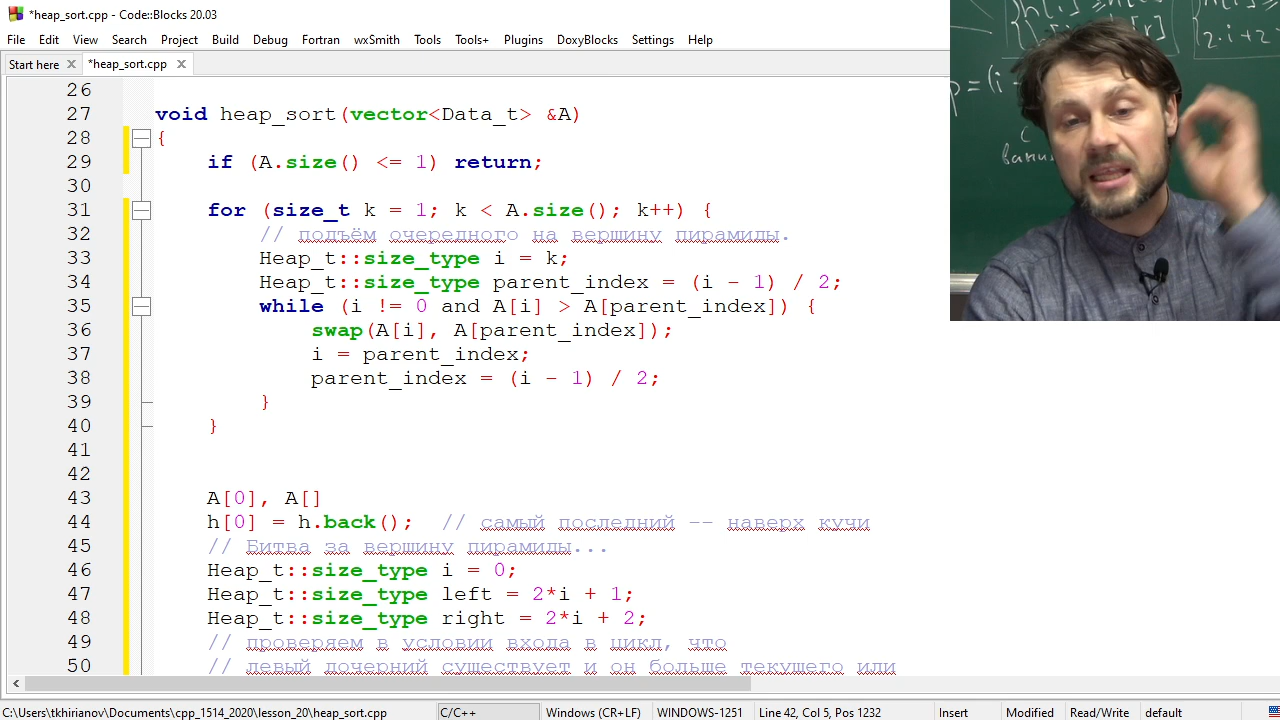 *heap_sort.cpp - Code::Blocks 20.03
File Edit View Search Project Build Debug Fortran wxSmith Tools Tools+ Plugins DoxyBlocks Settings Help
Start here *heap_sort.cpp
26
27 void heap_sort(vector<Data_t> &A)
28 {
29 if (A.size() <= 1) return;
30
31 for (size_t k = 1; k < A.size(); k++) {
32 // подъём очередного на вершину пирамиды.
33 Heap_t::size_type i = k;
34 Heap_t::size_type parent_index = (i - 1) / 2;
35 while (i != 0 and A[i] > A[parent_index]) {
36 swap(A[i], A[parent_index]);
37 i = parent_index;
38 parent_index = (i - 1) / 2;
39 }
40 }
41
42
43 A[0], A[]
44 h[0] = h.back(); // самый последний -- наверх кучи
45 // Битва за вершину пирамиды...
46 Heap_t::size_type i = 0;
47 Heap_t::size_type left = 2*i + 1;
48 Heap_t::size_type right = 2*i + 2;
49 // проверяем в условии входа в цикл, что
50 // левый дочерний существует и он больше текущего или
C:\Users\tkhirianov\Documents\cpp_1514_2020\lesson_20\heap_sort.cpp C/C++ Windows (CR+LF) WINDOWS-1251 Line 42, Col 5, Pos 1232 Insert Modified Read/Write default
2·i+2